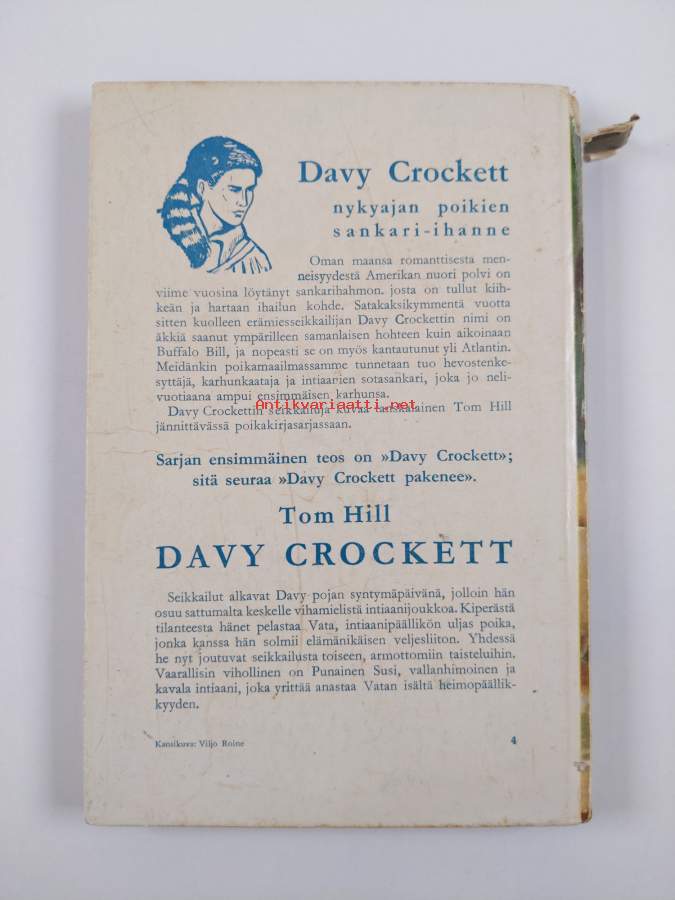 Davy Crockett
nykyajan poikien
sankari-ihanne
Oman maansa romanttisesta men-
neisyydestä Amerikan nuori polvi on
viime vuosina löytänyt sankarihahmon. josta on tullut kiih-
keän ja hartaan ihailun kohde. Satakaksikymmentä vuotta
sitten kuolleen erämiesseikkailijan Davy Crockettin nimi on
äkkiä saanut ympärilleen samanlaisen hohteen kuin aikoinaan
Buffalo Bill, ja nopeasti se on myös kantautunut yli Atlantin.
Meidänkin poikamaailmassamme tunnetaan tuo hevostenke-
syttäjä, karhunkaataja ja intiaarien sotasankari, joka jo neli-
vuotiaana ampui ensimmäisen karhunsa.
Antikvariaatti.net
Davy Crockettin seikkailuja kuvaa tanskalainen Tom Hill
jännittävässä poikakirjasarjassaan.
Sarjan ensimmäinen teos on »Davy Crockett»;
sitä seuraa »Davy Crockett pakenee».
Tom Hill
DAVY CROCKETT
Seikkailut alkavat Davy pojan syntymäpäivänä, jolloin hän
osuu sattumalta keskelle vihamielistä intiaanijoukkoa. Kiperästä
tilanteesta hänet pelastaa Vata, intiaanipäällikön uljas poika,
jonka kanssa hän solmii elämänikäisen veljesliiton. Yhdessä
he nyt joutuvat seikkailusta toiseen, armottomiin taisteluihin.
Vaarallisin vihollinen on Punainen Susi, vallanhimoinen ja
kavala intiaani, joka yrittää anastaa Vatan isältä heimopäällik-
kyyden.
Kansikuva: Viljo Roine
4